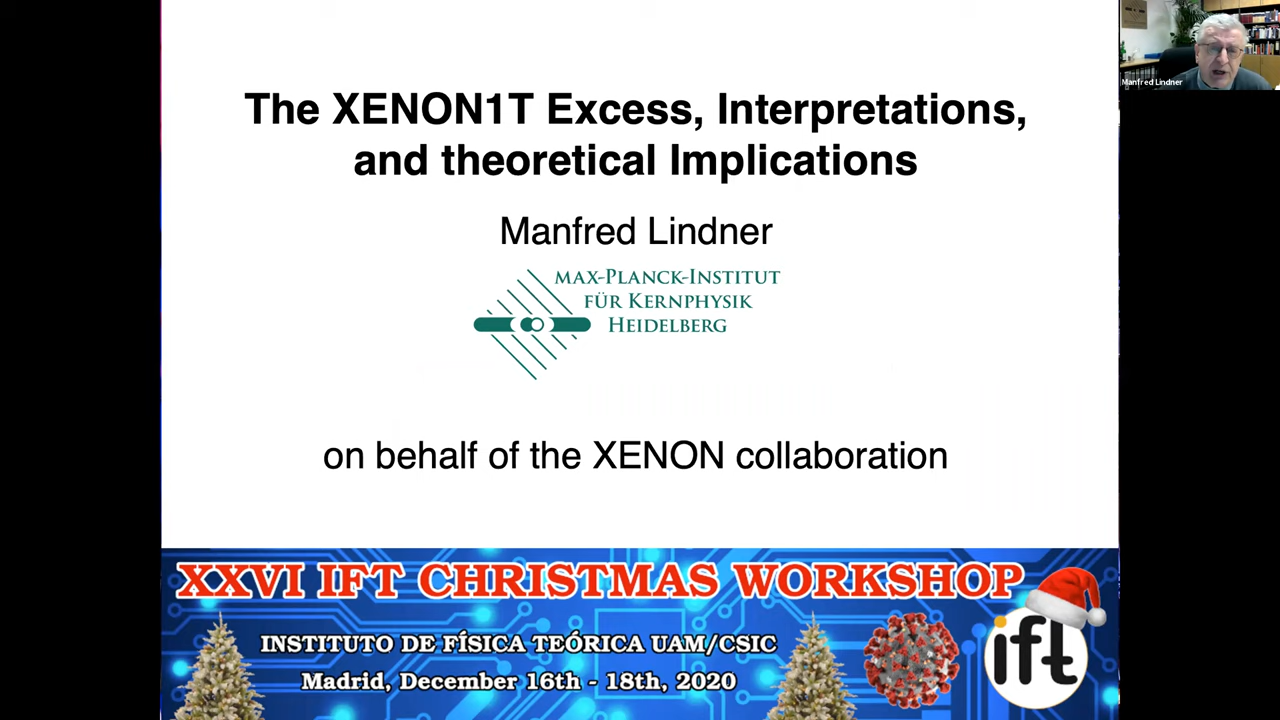 The XENON1T Excess, Interpretations,
and theoretical Implications
Manfred Lindner
MAX-PLANCK-INSTITUT
FÜR KERNPHYSIK
HEIDELBERG
on behalf of the XENON collaboration
XXVI IFT CHRISTMAS WORKSHOP
INSTITUTO DE FÍSICA TEÓRICA UAM/CSIC
Madrid, December 16th - 18th, 2020
ift
Manfred Lindner